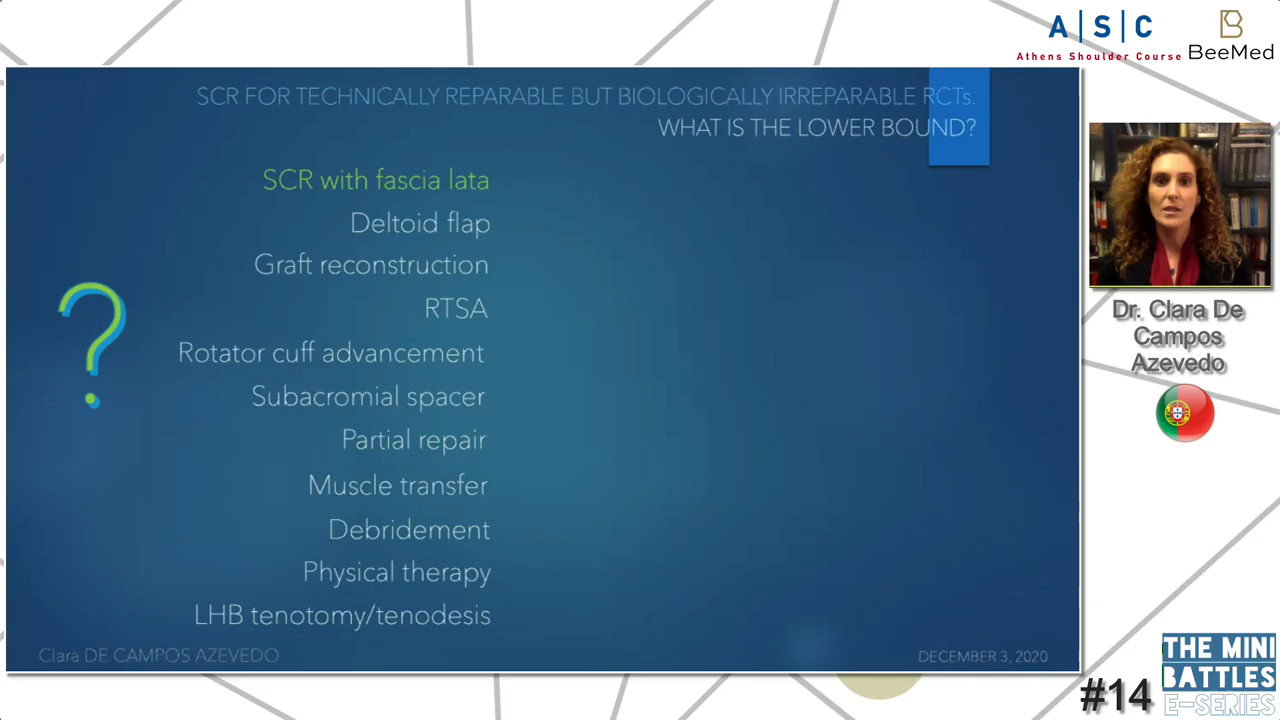 A|S|C
Athens Shoulder Course
BeeMed
SCR FOR TECHNICALLY REPARABLE BUT BIOLOGICALLY IRREPARABLE RCTs.
WHAT IS THE LOWER BOUND?
SCR with fascia lata
Deltoid flap
Graft reconstruction
RTSA
Rotator cuff advancement
Subacromial spacer
Partial repair
Muscle transfer
Debridement
Physical therapy
LHB tenotomy/tenodesis
?
Clara DE CAMPOS AZEVEDO
DECEMBER 3, 2020
Dr. Clara De
Campos
Azevedo
#14
THE MINI
BATTLES
E-SERIES